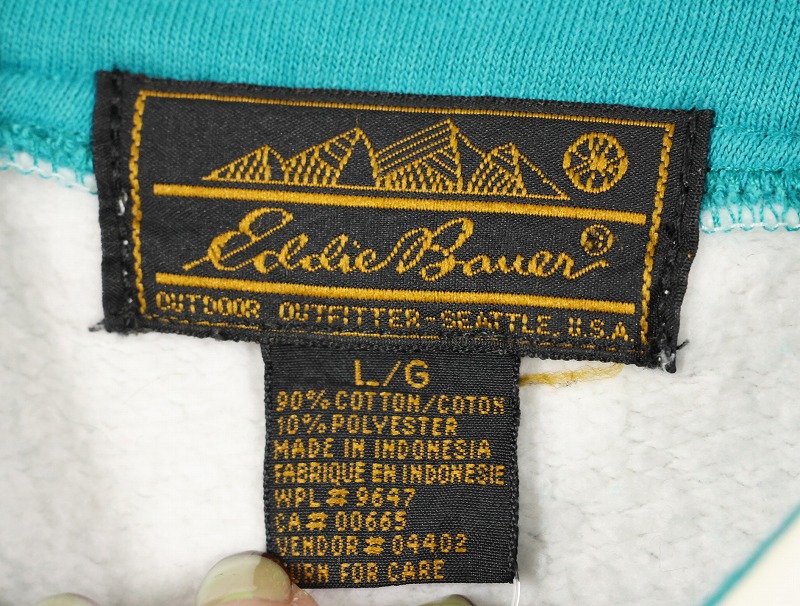 Eddie Bauer ®
OUTDOOR OUTFITTER-SEATTLE, U.S.A.
L/G
90% COTTON/COTON
10% POLYESTER
MADE IN INDONESIA
FABRIQUE EN INDONESIE
WPL# 9647
CA# 00665
VENDOR# 04402
TURN FOR CARE